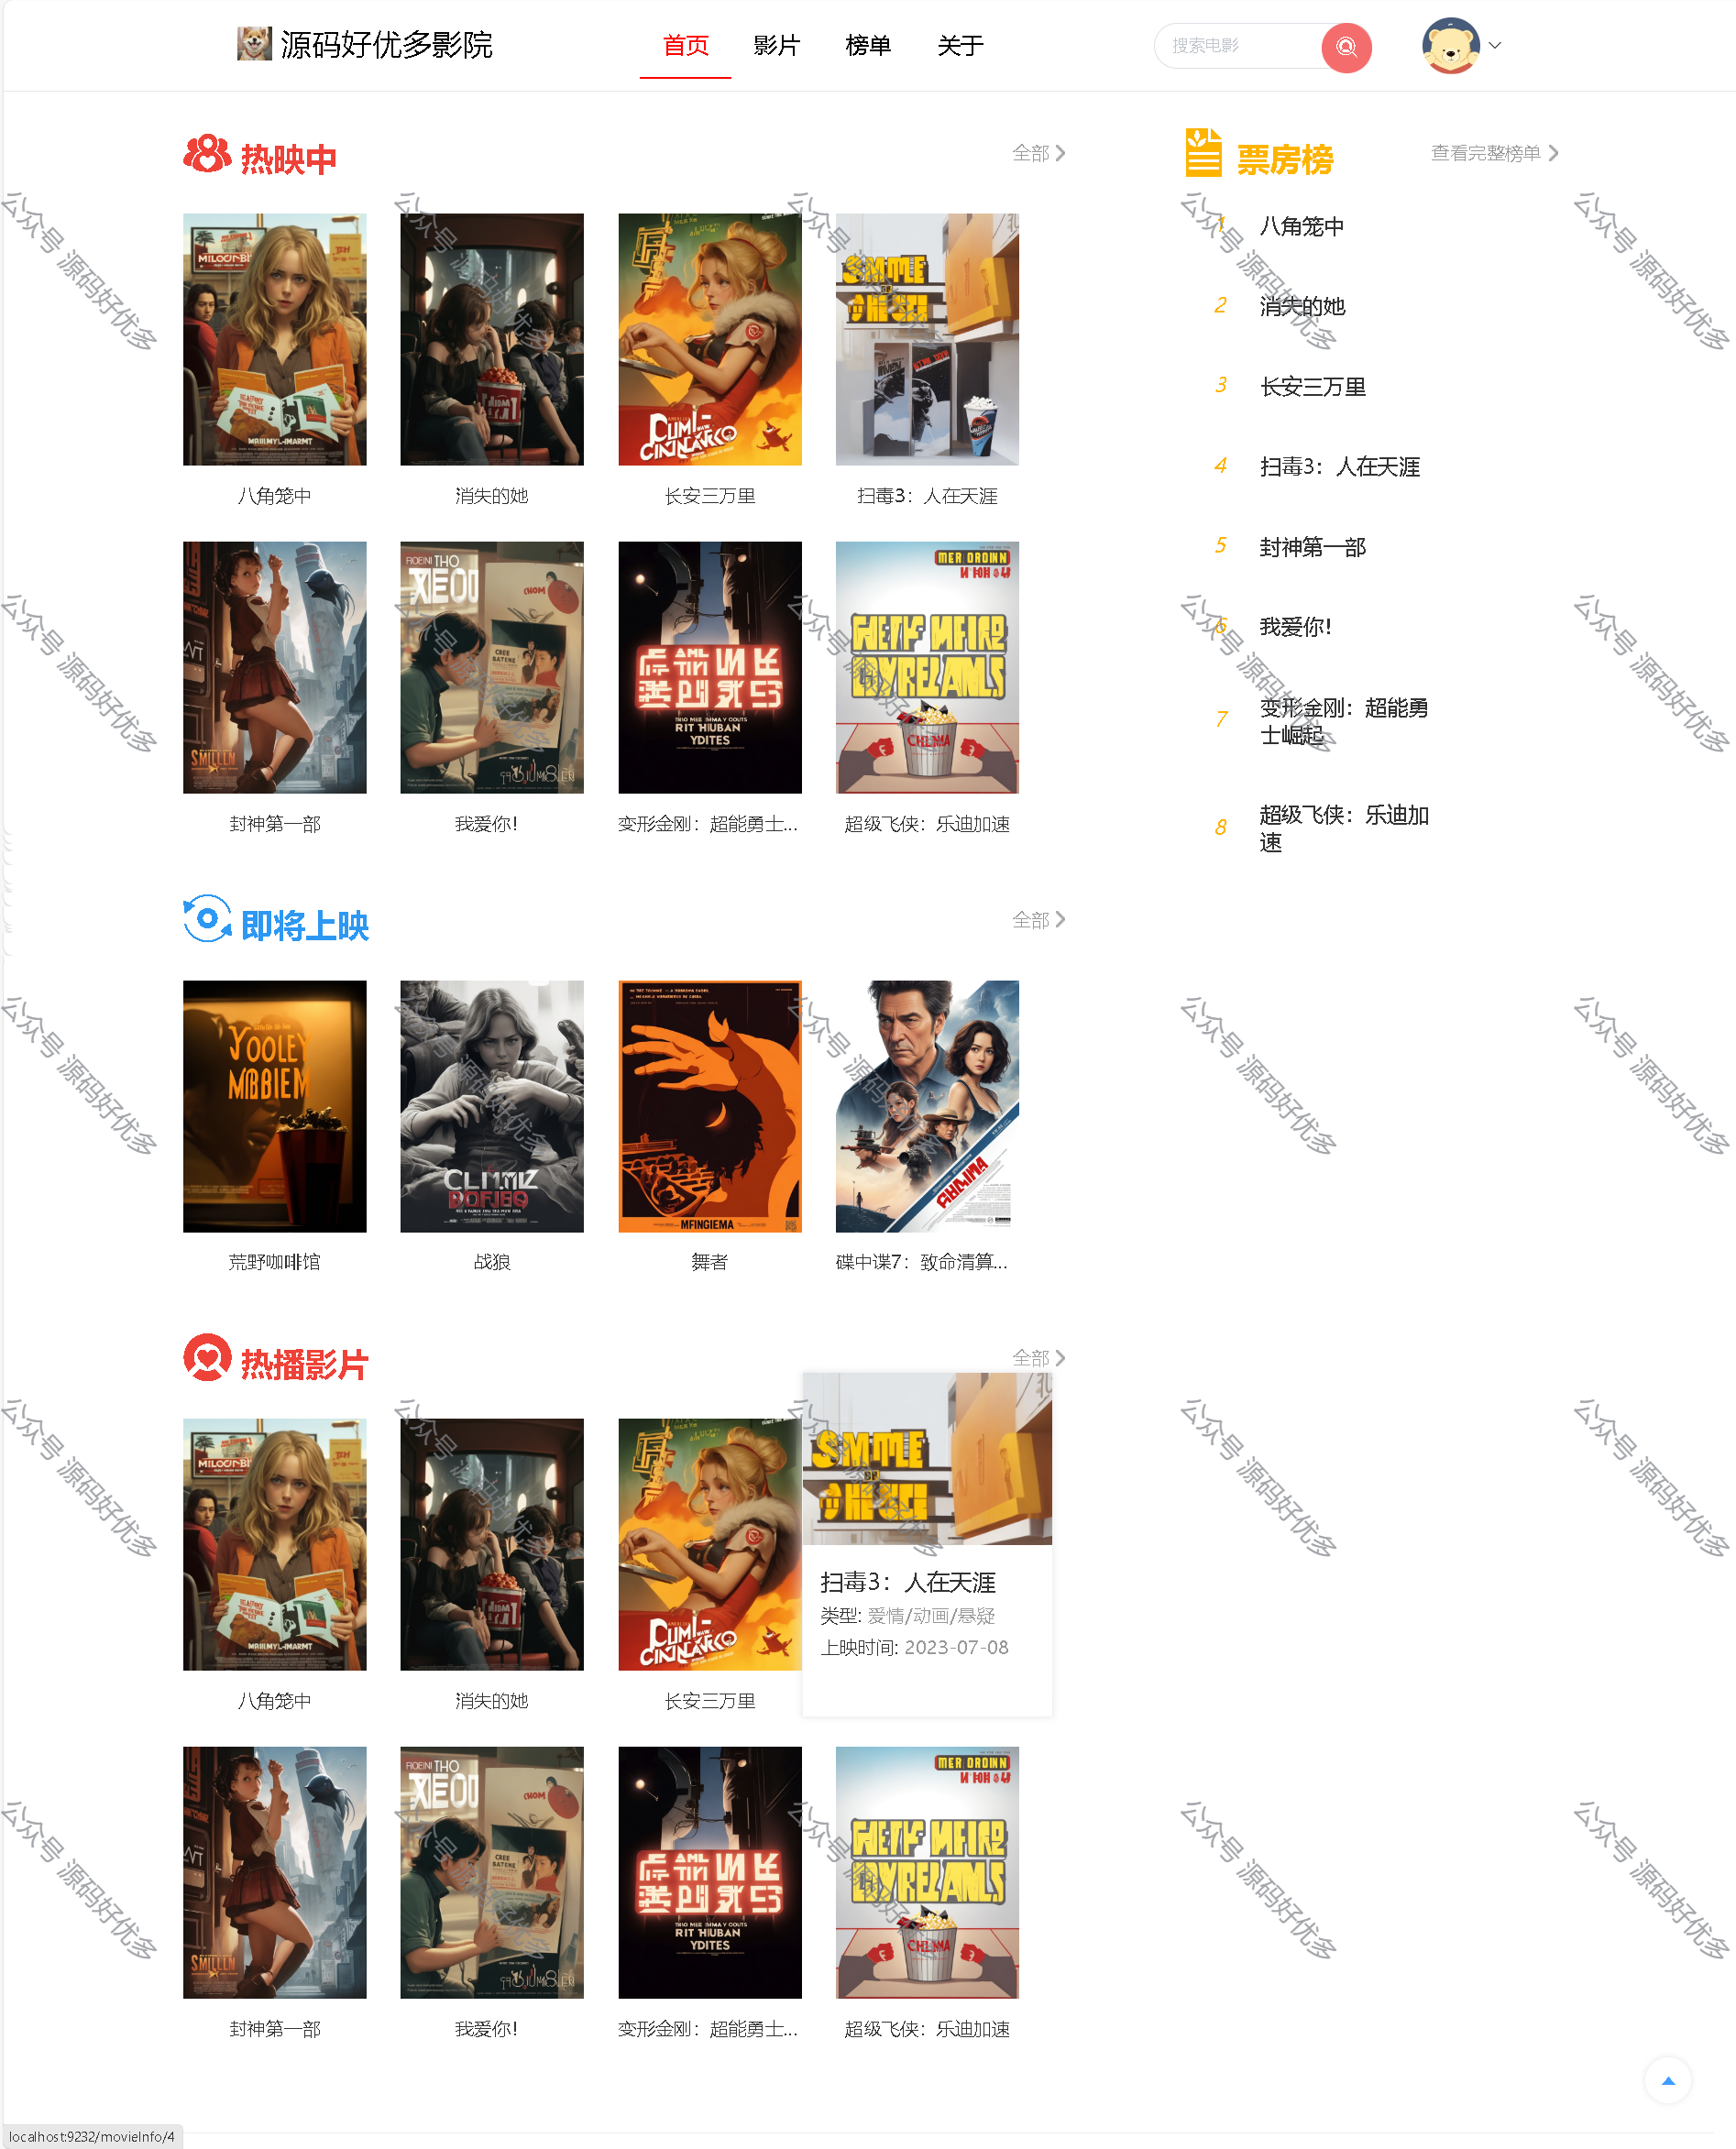 源码好优多影院
首页
影片
榜单
关于
搜索电影
热映中
全部
八角笼中
消失的她
长安三万里
扫毒3：人在天涯
封神第一部
我爱你!
变形金刚：超能勇士...
超级飞侠：乐迪加速
票房榜
查看完整榜单
1
八角笼中
2
消失的她
3
长安三万里
4
扫毒3：人在天涯
5
封神第一部
6
我爱你!
7
变形金刚：超能勇
士崛起
8
超级飞侠：乐迪加
速
即将上映
全部
荒野咖啡馆
战狼
舞者
MFINGIEMA
碟中谍7：致命清算...
热播影片
全部
八角笼中
消失的她
长安三万里
扫毒3：人在天涯
类型: 爱情/动画/悬疑
上映时间: 2023-07-08
封神第一部
我爱你!
变形金刚：超能勇士...
超级飞侠：乐迪加速
localhost:9232/movieInfo/4
公众号 源码好优多